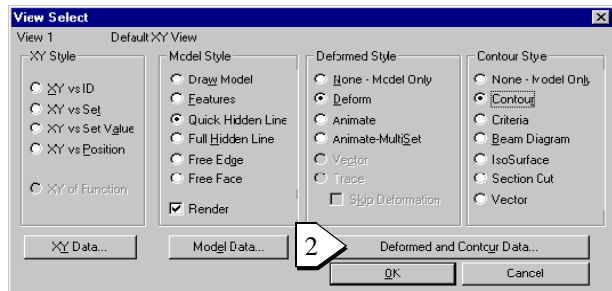 View Select
View 1 Default XY View
XY Style
XY vs ID
XY vs Set
XY vs Set Value
XY vs Position
XY of Function
XY Data...
Model Style
Draw Model
Features
Quick Hidden Line
Full Hidden Line
Free Edge
Free Face
Render
Model Data...
Deformed Style
None - Model Only
Deform
Animate
Animate-MultiSet
Vector
Trace
Skip Deformation
Contour Style
None - Model Only
Contour
Criteria
Beam Diagram
IsoSurface
Section Cut
Vector
2
Deformed and Contour Data...
OK
Cancel